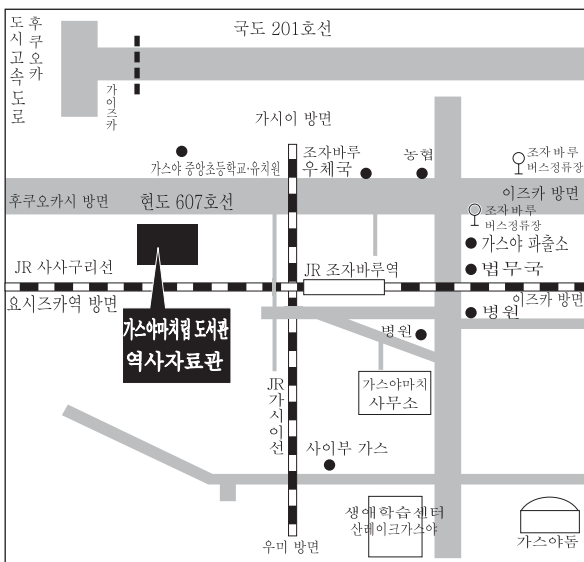 후쿠오카
도시고속도로
국도 201호선
가이즈카
가시이 방면
가스야 중앙초등학교·유치원
조자바루
우체국
농협
조자바루
버스정류장
후쿠오카시 방면
현도 607호선
이즈카 방면
조자바루
버스정류장
가스야 파출소
JR 사사구리선
JR 조자바루역
법무국
요시즈카역 방면
이즈카 방면
가스야마치립 도서관
역사자료관
병원
병원
JR 가시이선
가스야마치
사무소
사이부 가스
생애학습센터
산레이크가스야
우미 방면
가스야돔